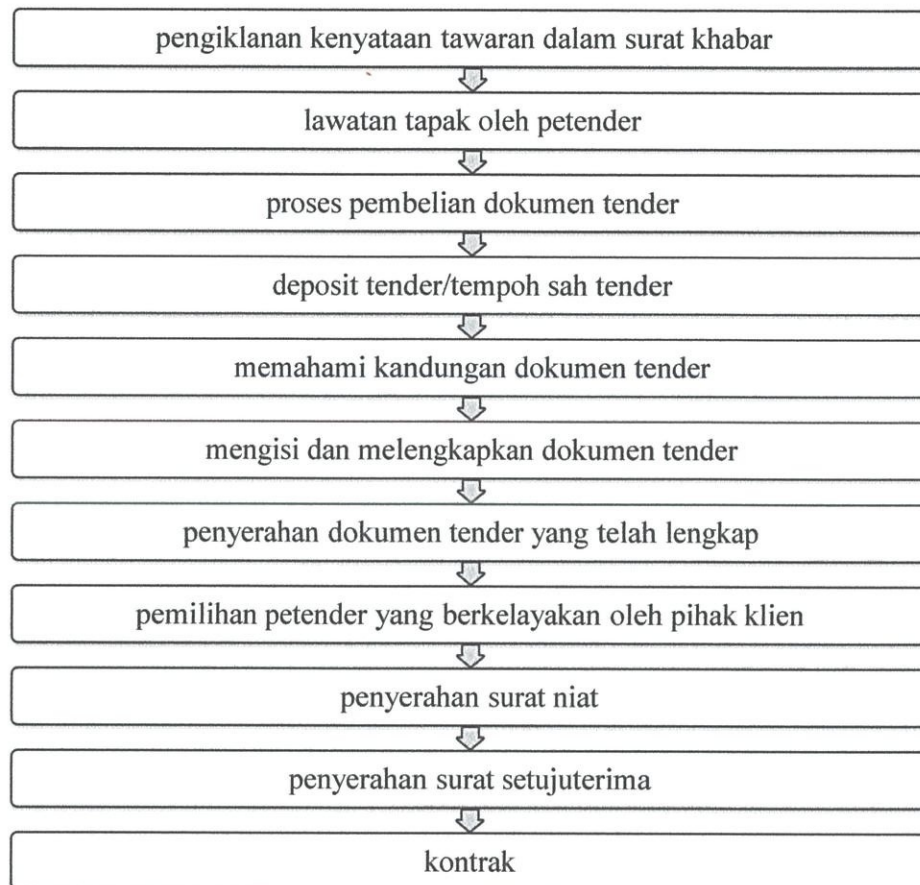 pengiklanan kenyataan tawaran dalam surat khabar
lawatan tapak oleh petender
proses pembelian dokumen tender
deposit tender/tempoh sah tender
memahami kandungan dokumen tender
mengisi dan melengkapkan dokumen tender
penyerahan dokumen tender yang telah lengkap
pemilihan petender yang berkelayakan oleh pihak klien
penyerahan surat niat
penyerahan surat setujuterima
kontrak